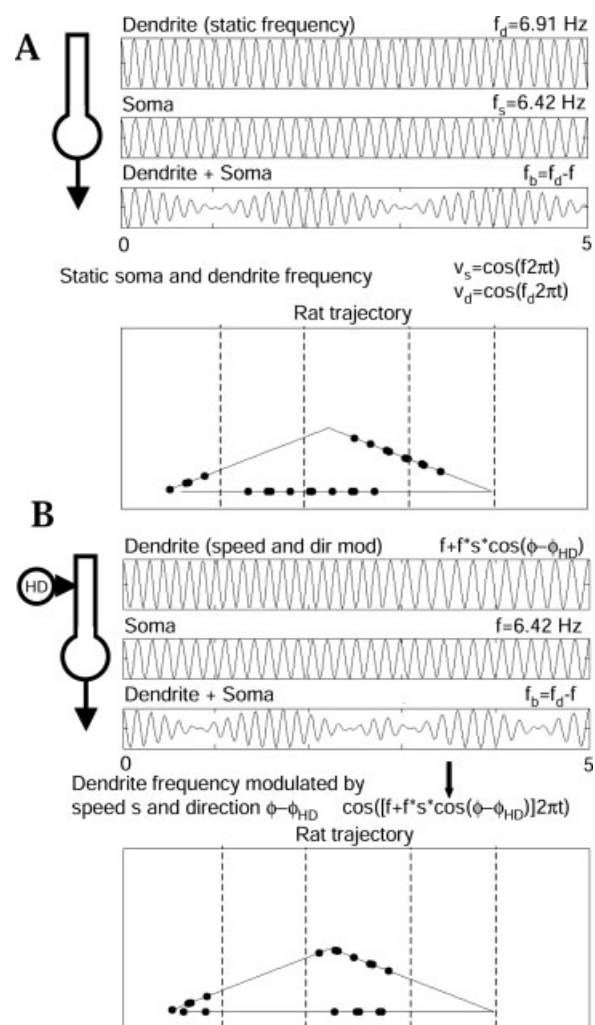 A
Dendrite (static frequency) f_d=6.91 Hz
Soma f_s=6.42 Hz
Dendrite + Soma f_b=f_d-f
0 5
Static soma and dendrite frequency
v_s=cos(f2πt)
v_d=cos(f_d2πt)
Rat trajectory
B
Dendrite (speed and dir mod) f+f*s*cos(ϕ−ϕ_HD)
HD
Soma f=6.42 Hz
Dendrite + Soma f_b=f_d-f
0 5
Dendrite frequency modulated by
speed s and direction ϕ−ϕ_HD cos([f+f*s*cos(ϕ−ϕ_HD)]2πt)
Rat trajectory